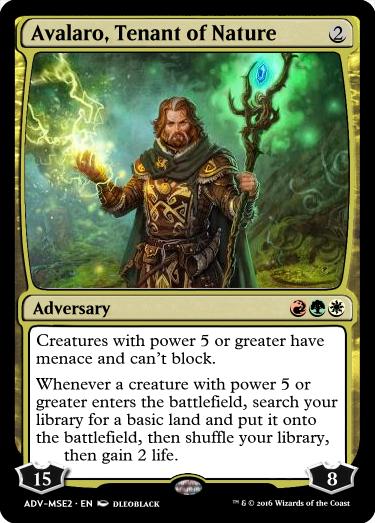 Avalaro, Tenant of Nature 2
Adversary
Creatures with power 5 or greater have
menace and can't block.
Whenever a creature with power 5 or
greater enters the battlefield, search your
library for a basic land and put it onto
the battlefield, then shuffle your library,
then gain 2 life.
15 8
ADV-MSE2 • EN DLEOBLACK ™ & © 2016 Wizards of the Coast